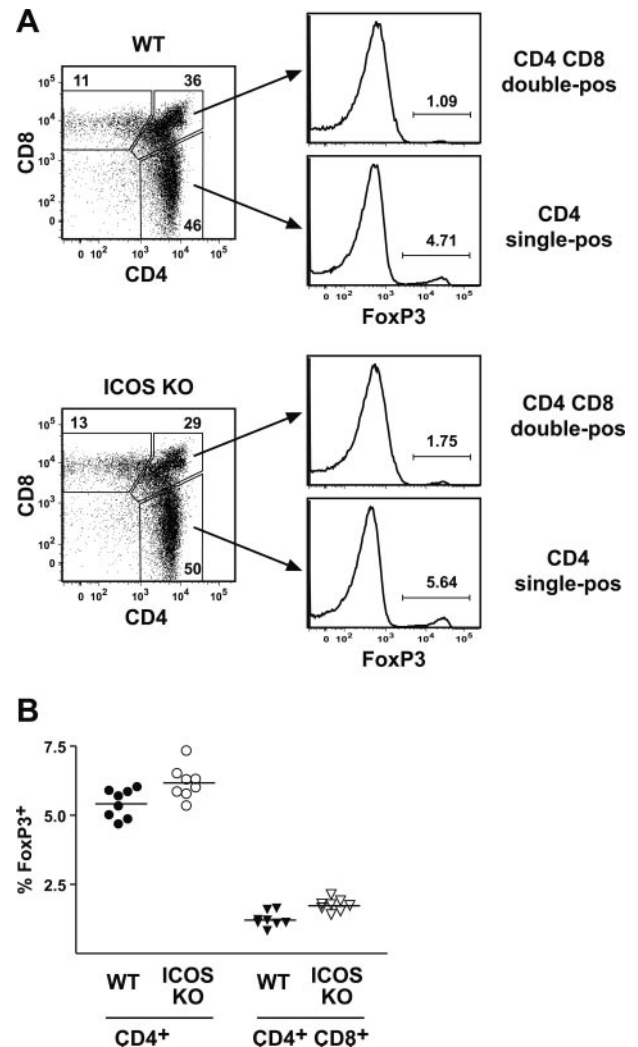 A
WT
CD8
10⁵
10⁴
10³
10²
0
11
36
46
0 10² 10³ 10⁴ 10⁵
CD4
1.09
CD4 CD8
double-pos
4.71
CD4
single-pos
0 10² 10³ 10⁴ 10⁵
FoxP3
ICOS KO
CD8
10⁵
10⁴
10³
10²
0
13
29
50
0 10² 10³ 10⁴ 10⁵
CD4
1.75
CD4 CD8
double-pos
5.64
CD4
single-pos
0 10² 10³ 10⁴ 10⁵
FoxP3
B
% FoxP3⁺
7.5
5.0
2.5
WT
ICOS
KO
WT
ICOS
KO
CD4⁺
CD4⁺ CD8⁺